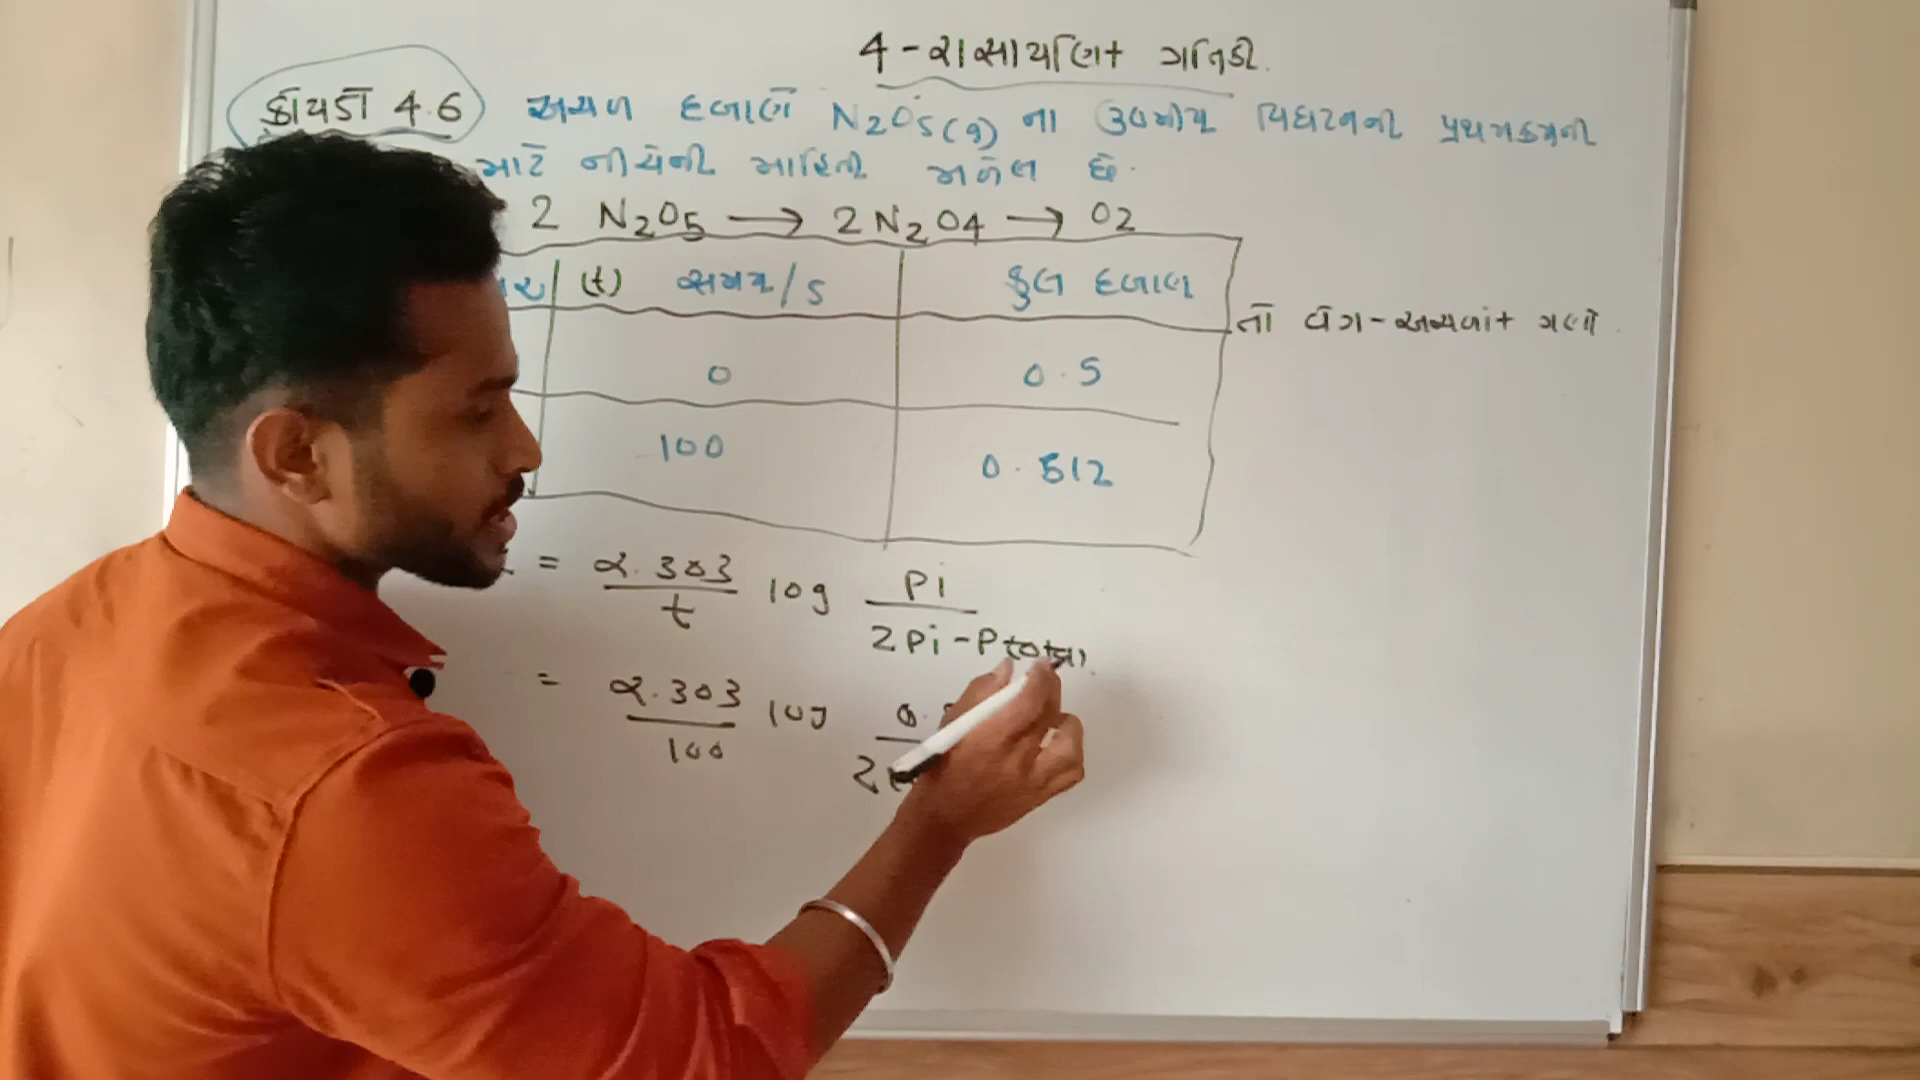 4 - રાસાયણિક ગતિકી.
કોયડો 4.6 અચળ દબાણે N2O5(g) ના ઉષ્મીય વિઘટનની પ્રથમક્રમની
માટે નીચેની માહિતી મળેલ છે.
2 N2O5 → 2 N2O4 → O2
(t) સમય/s કુલ દબાણ
તો વેગ-અચળાંક ગણો.
0 0.5
100 0.512
= 2.303/t log Pi/2Pi-Ptotal.
= 2.303/100 log